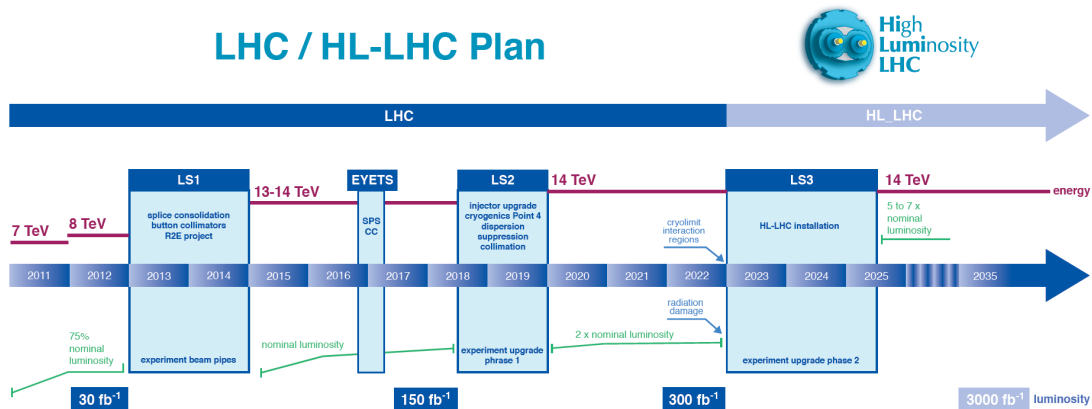 LHC / HL-LHC Plan
High
Luminosity
LHC
LHC
HL_LHC
7 TeV
8 TeV
LS1
splice consolidation
button collimators
R2E project
13-14 TeV
EYETS
SPS
CC
LS2
injector upgrade
cryogenics Point 4
dispersion
suppression
collimation
14 TeV
cryolimit
interaction
regions
LS3
HL-LHC installation
14 TeV
energy
5 to 7 x
nominal
luminosity
2011 2012 2013 2014 2015 2016 2017 2018 2019 2020 2021 2022 2023 2024 2025 2035
75%
nominal
luminosity
experiment beam pipes
nominal luminosity
experiment upgrade
phrase 1
2 x nominal luminosity
radiation
damage
experiment upgrade phase 2
30 fb-1
150 fb-1
300 fb-1
3000 fb-1
luminosity